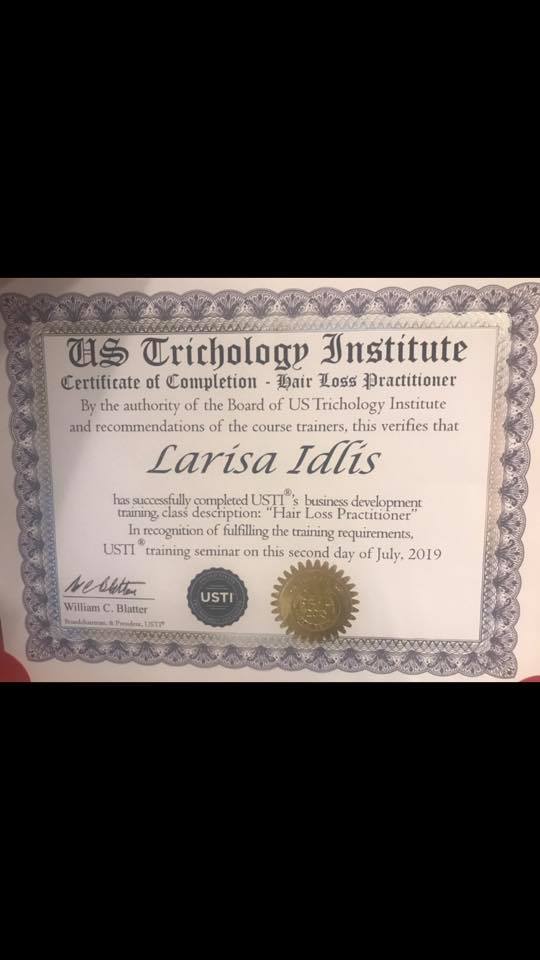 US Trichology Institute
Certificate of Completion - Hair Loss Practitioner
By the authority of the Board of US Trichology Institute
and recommendations of the course trainers, this verifies that
Larisa Idlis
has successfully completed USTI®'s business development
training, class description: "Hair Loss Practitioner"
In recognition of fulfilling the training requirements,
USTI® training seminar on this second day of July, 2019
William C. Blatter
& President, USTI®
USTI